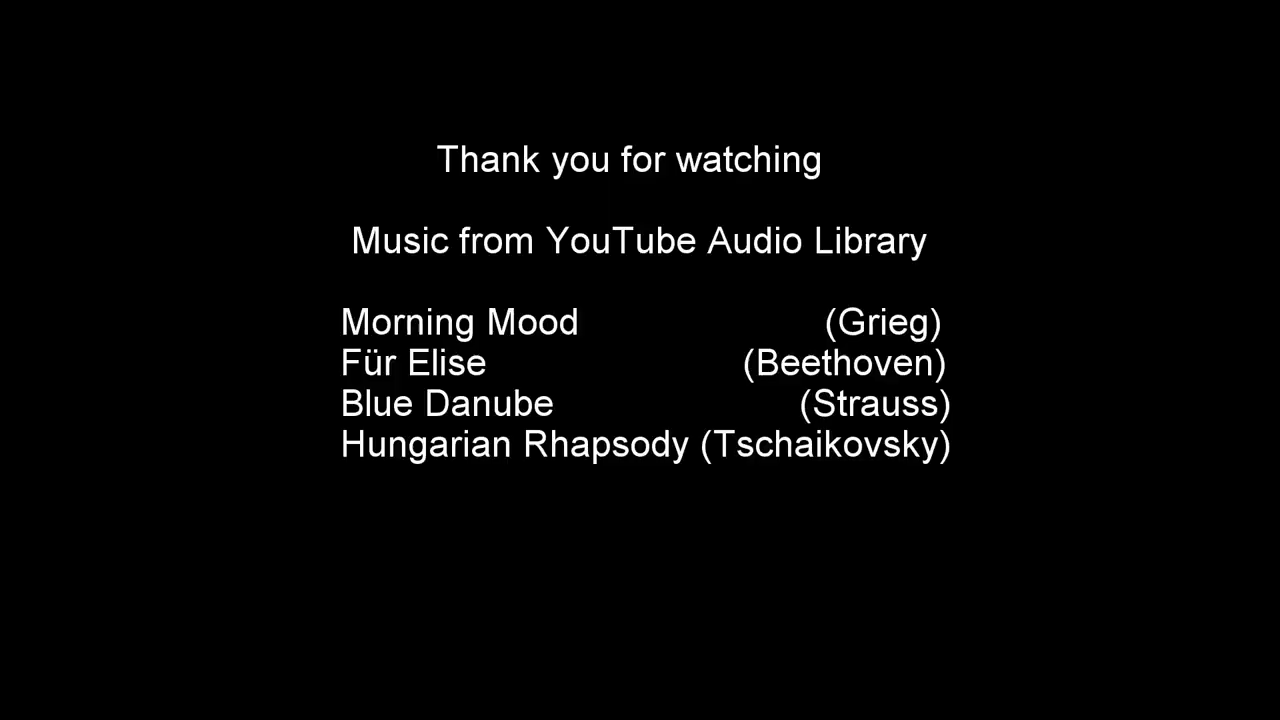 Thank you for watching
Music from YouTube Audio Library
Morning Mood (Grieg)
Für Elise (Beethoven)
Blue Danube (Strauss)
Hungarian Rhapsody (Tschaikovsky)